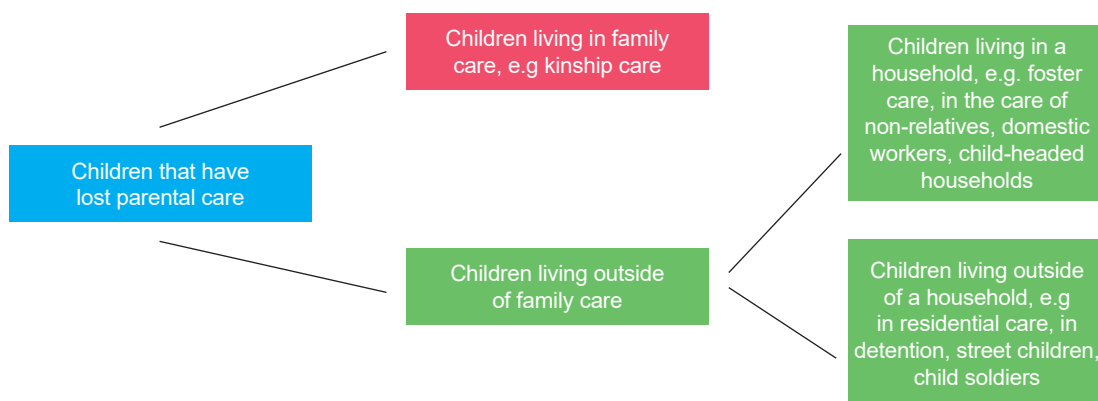 Children living in family
care, e.g kinship care
Children living in a
household, e.g. foster
care, in the care of
non-relatives, domestic
workers, child-headed
households
Children that have
lost parental care
Children living outside
of family care
Children living outside
of a household, e.g
in residential care, in
detention, street children,
child soldiers